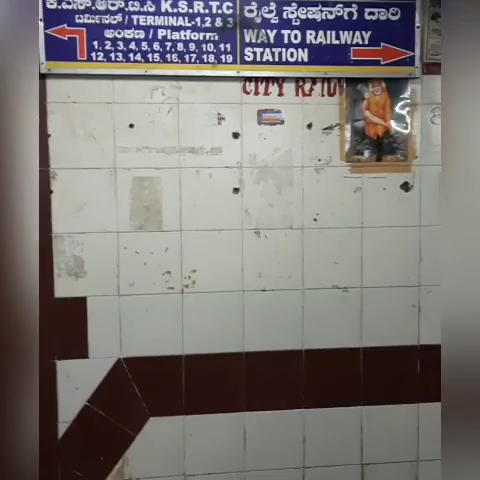 ಕೆ.ಎಸ್.ಆರ್.ಟಿ.ಸಿ K.S.R.T.C
ಟರ್ಮಿನಲ್ / TERMINAL-1,2 & 3
ಅಂಕಣ / Platform
1, 2, 3, 4, 5, 6, 7, 8, 9, 10, 11
12, 13, 14, 15, 16, 17, 18, 19
ರೈಲ್ವೆ ಸ್ಟೇಷನ್‌ಗೆ ದಾರಿ
WAY TO RAILWAY
STATION
CITY